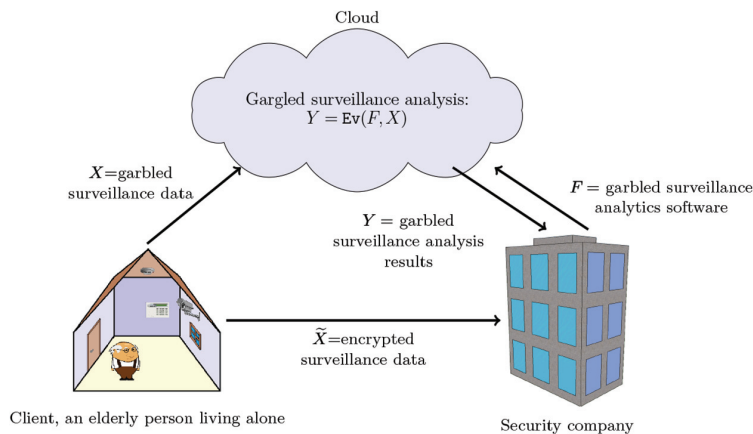 Cloud
Gargled surveillance analysis:
Y = Ev(F, X)
X=garbled
surveillance data
F = garbled surveillance
analytics software
Y = garbled
surveillance analysis
results
X̃=encrypted
surveillance data
Client, an elderly person living alone
Security company